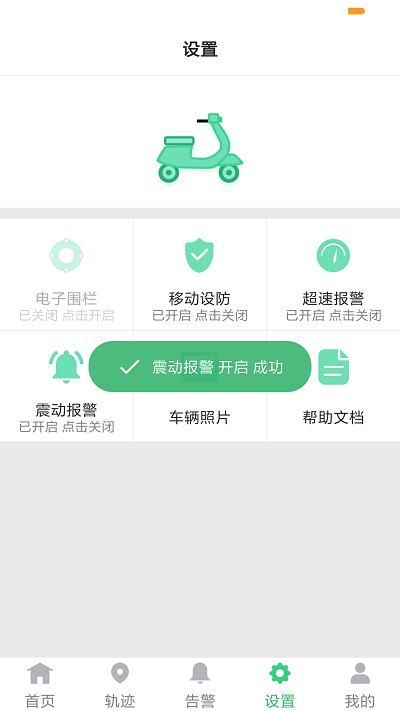 设置
电子围栏
已关闭 点击开启
移动设防
已开启 点击关闭
超速报警
已开启 点击关闭
震动报警 开启 成功
震动报警
已开启 点击关闭
车辆照片
帮助文档
首页
轨迹
告警
设置
我的